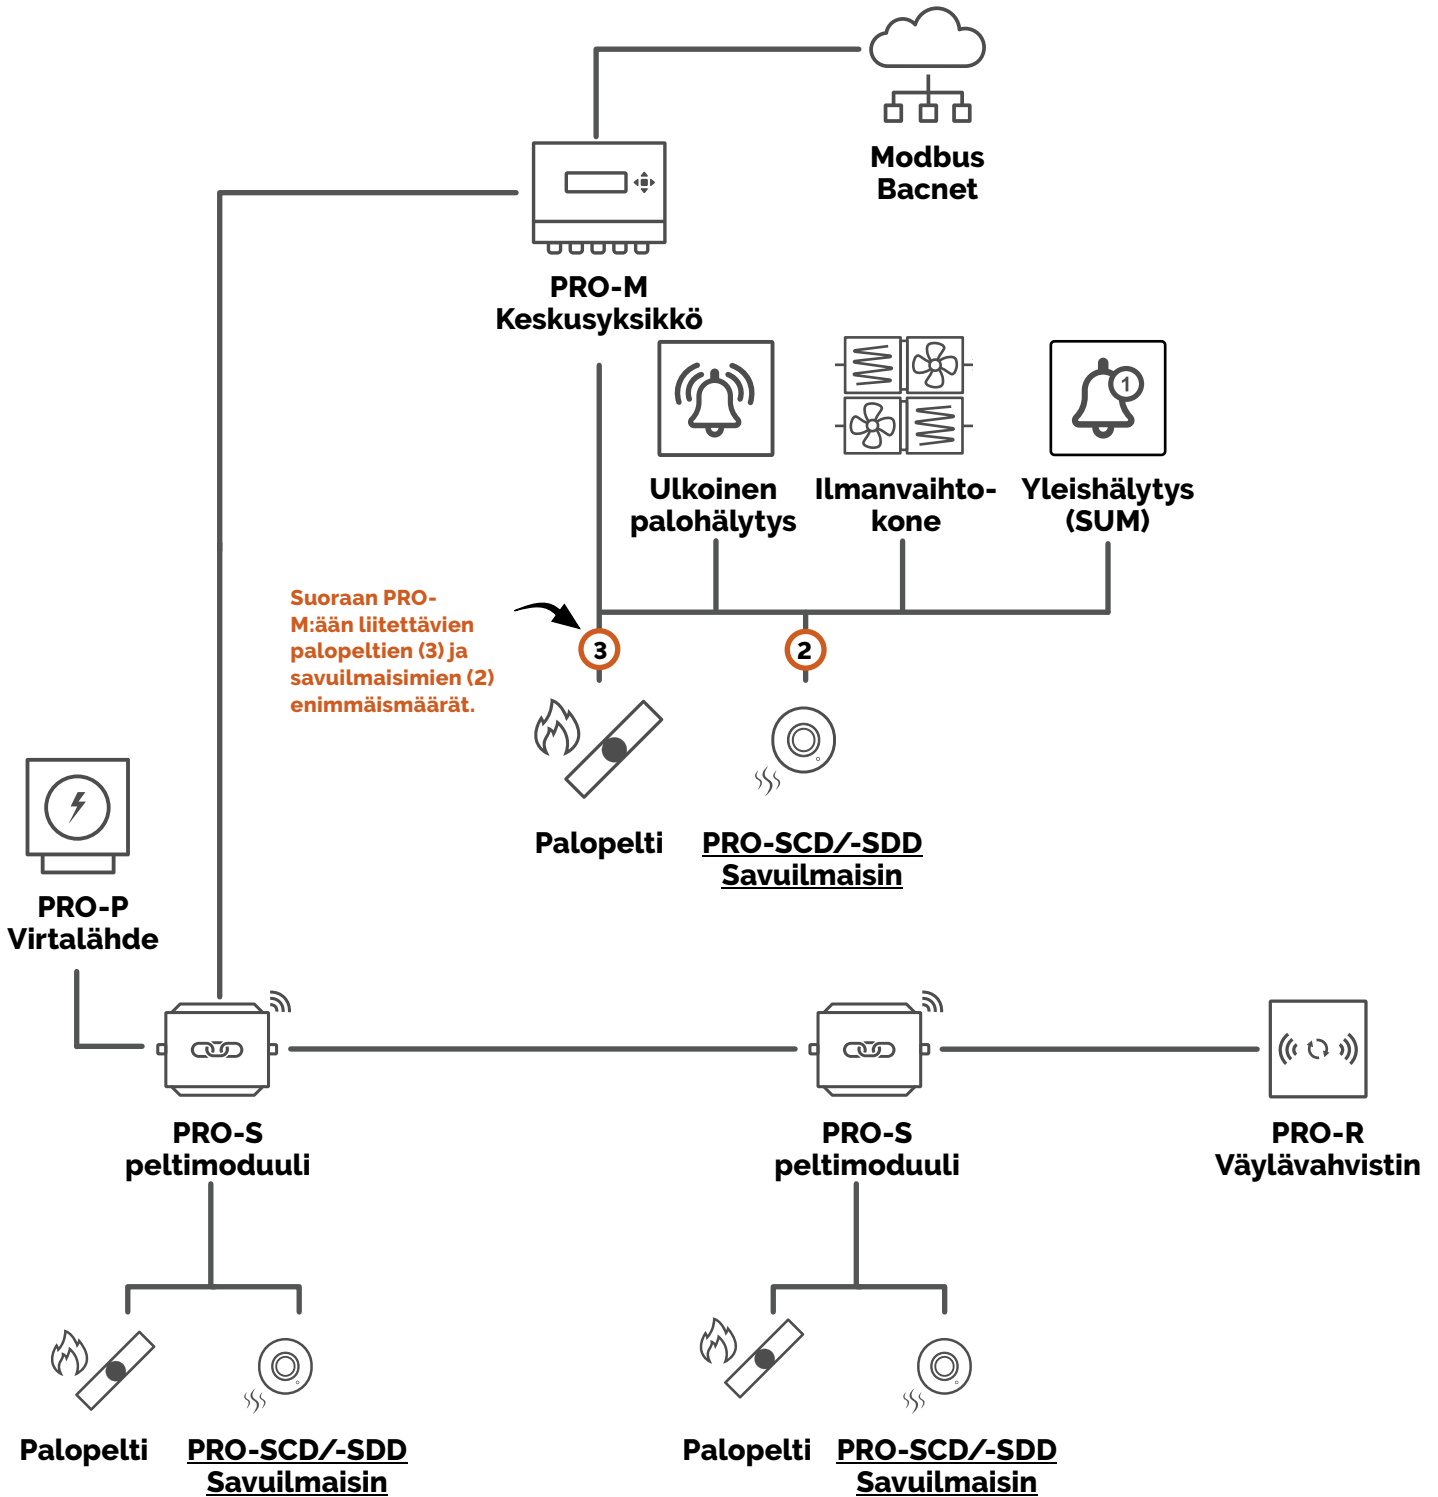 Modbus
Bacnet
PRO-M
Keskusyksikkö
1
Ulkoinen
palohälytys
Ilmanvaihto-
kone
Yleishälytys
(SUM)
Suoraan PRO-
M:ään liitettävien
palopeltien (3) ja
savuilmaisimien (2)
enimmäismäärät.
3
2
Palopelti
PRO-SCD/-SDD
Savuilmaisin
PRO-P
Virtalähde
PRO-S
peltimoduuli
PRO-S
peltimoduuli
PRO-R
Väylävahvistin
Palopelti
PRO-SCD/-SDD
Savuilmaisin
Palopelti
PRO-SCD/-SDD
Savuilmaisin